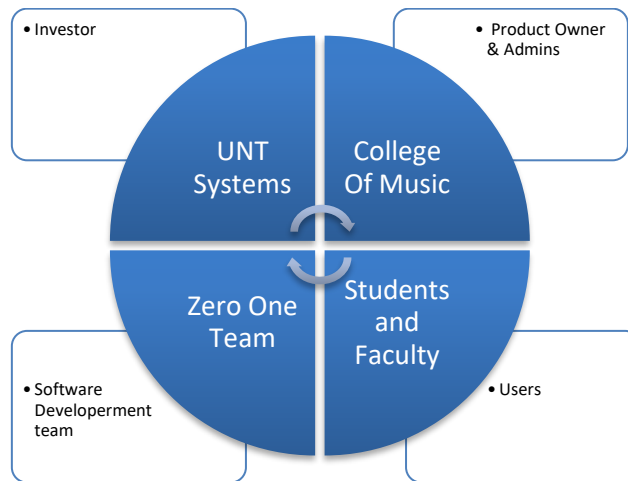 • Investor
• Product Owner
& Admins
UNT
Systems
College
Of Music
Zero One
Team
Students
and
Faculty
• Software
Developerment
team
• Users